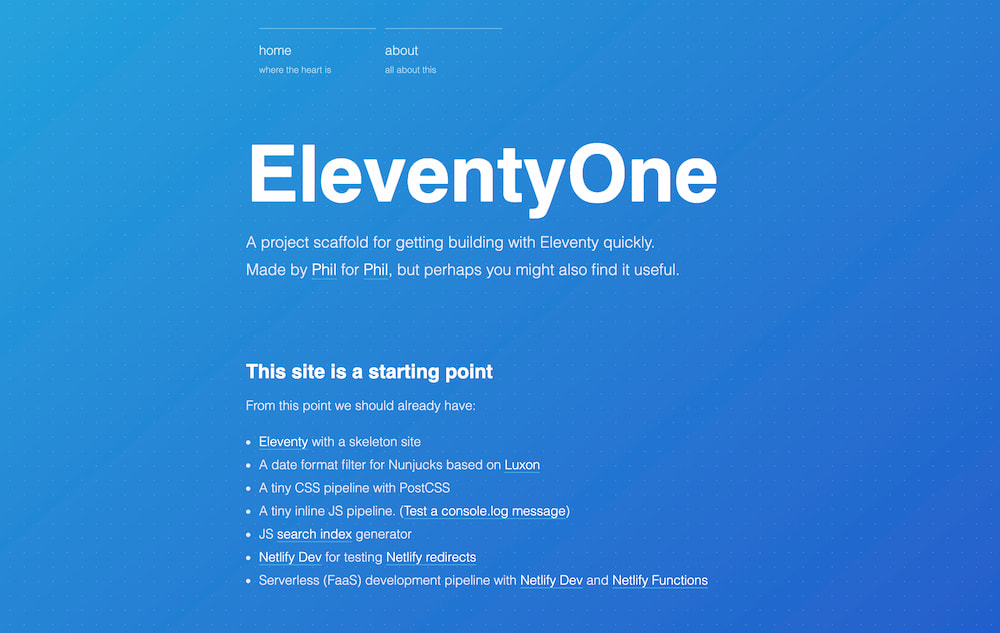 home about
where the heart is all about this
EleventyOne
A project scaffold for getting building with Eleventy quickly.
Made by Phil for Phil, but perhaps you might also find it useful.
This site is a starting point
From this point we should already have:
Eleventy with a skeleton site
A date format filter for Nunjucks based on Luxon
A tiny CSS pipeline with PostCSS
A tiny inline JS pipeline. (Test a console.log message)
JS search index generator
Netlify Dev for testing Netlify redirects
Serverless (FaaS) development pipeline with Netlify Dev and Netlify Functions